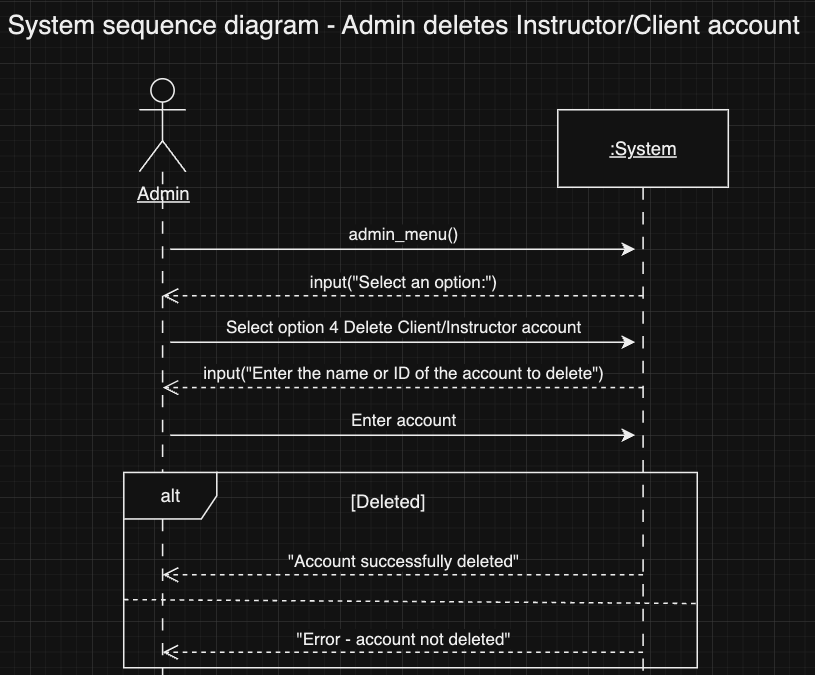 System sequence diagram - Admin deletes Instructor/Client account
:System
Admin
admin_menu()
input("Select an option:")
Select option 4 Delete Client/Instructor account
input("Enter the name or ID of the account to delete")
Enter account
alt
[Deleted]
"Account successfully deleted"
"Error - account not deleted"